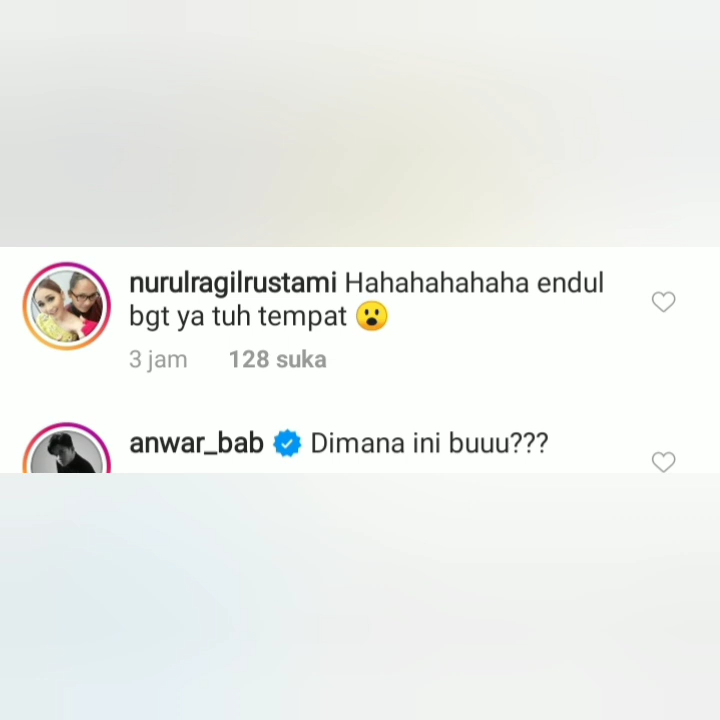 nurulragilrustami Hahahahahaha endul
bgt ya tuh tempat 😮
3 jam 128 suka
anwar_bab Dimana ini buuu???